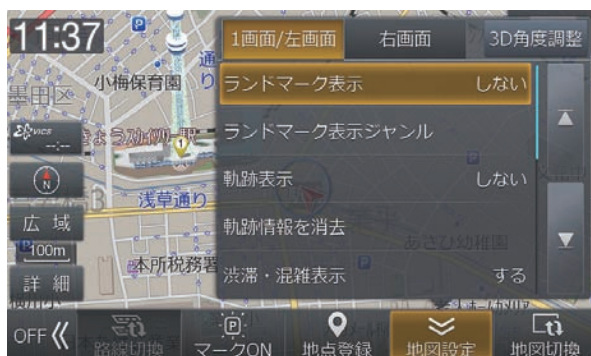 11:37
1画面/左画面
右画面
3D角度調整
通り
小梅保育園
墨田区
ランドマーク表示 しない
ランドマーク表示ジャンル
VICS
--:--
1
N
軌跡表示 しない
浅草通り
広域
軌跡情報を消去
あさひ幼稚園
100m
本所税務署
詳細
渋滞・混雑表示 する
OFF
路線切換
マークON
地点登録
地図設定
地図切換